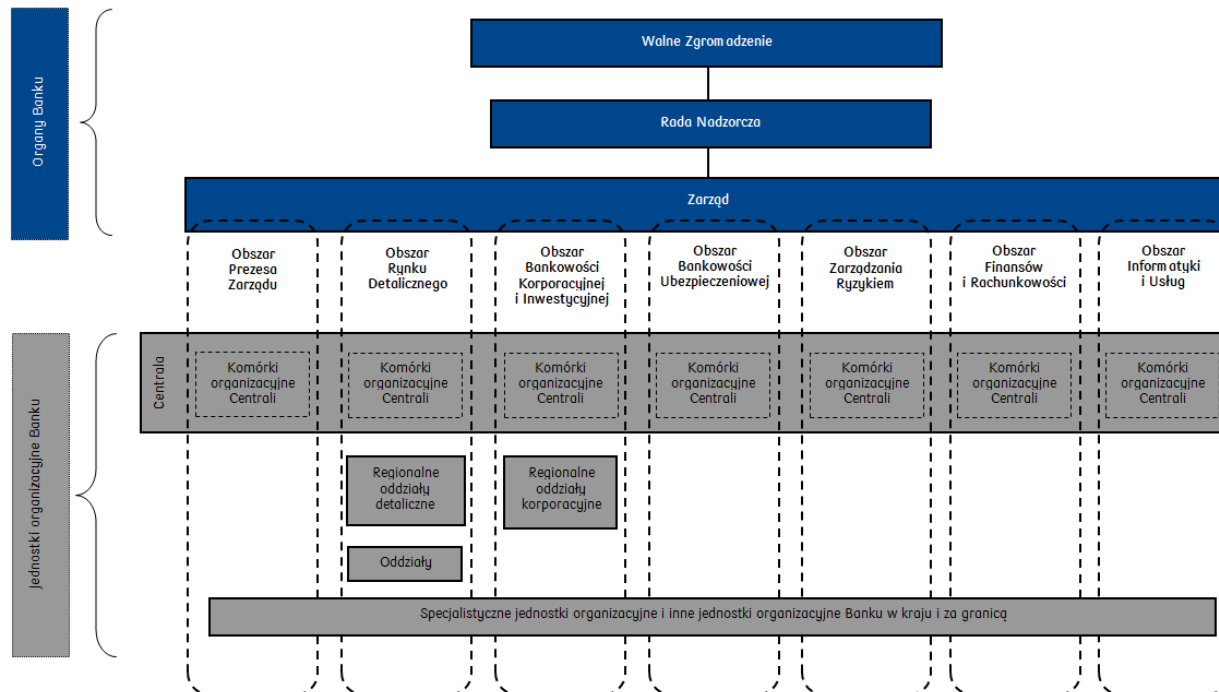 Organy Banku
Walne Zgromadzenie
Rada Nadzorcza
Zarząd
Obszar
Prezesa
Zarządu
Obszar
Rynku
Detalicznego
Obszar
Bankowości
Korporacyjnej
i Inwestycyjnej
Obszar
Bankowości
Ubezpieczeniowej
Obszar
Zarządzania
Ryzykiem
Obszar
Finansów
i Rachunkowości
Obszar
Informatyki
i Usług
Jednostki organizacyjne Banku
Centrala
Komórki
organizacyjne
Centrali
Komórki
organizacyjne
Centrali
Komórki
organizacyjne
Centrali
Komórki
organizacyjne
Centrali
Komórki
organizacyjne
Centrali
Komórki
organizacyjne
Centrali
Komórki
organizacyjne
Centrali
Regionalne
oddziały
detaliczne
Regionalne
oddziały
korporacyjne
Oddziały
Specjalistyczne jednostki organizacyjne i inne jednostki organizacyjne Banku w kraju i za granicą